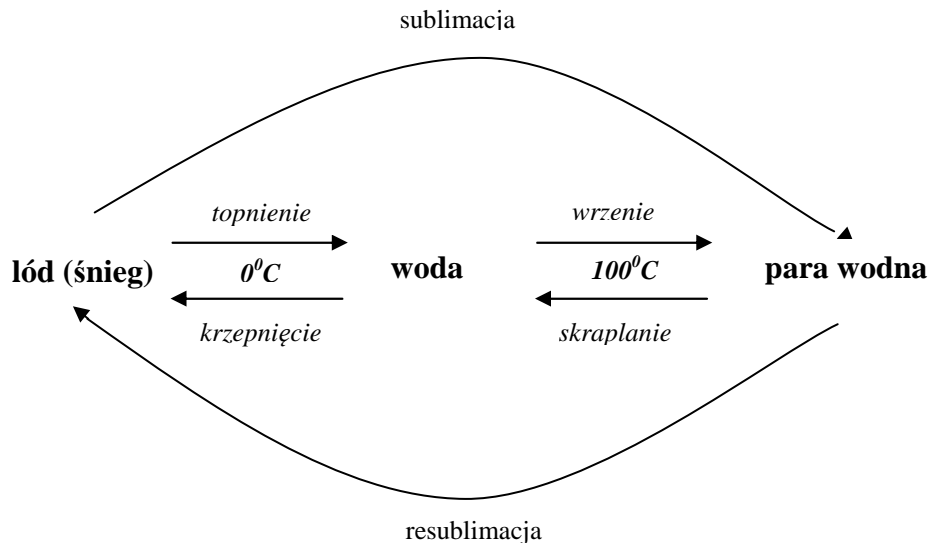 sublimacja
topnienie wrzenie
lód (śnieg) 0⁰C woda 100⁰C para wodna
krzepnięcie skraplanie
resublimacja